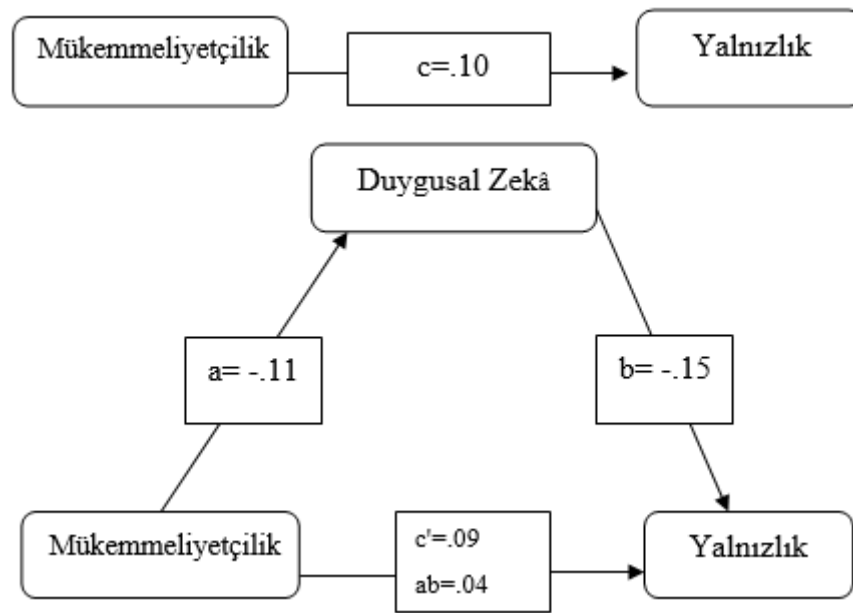 Mükemmeliyetçilik
c=.10
Yalnızlık
Duygusal Zekâ
a= -.11
b= -.15
Mükemmeliyetçilik
c'=.09
ab=.04
Yalnızlık